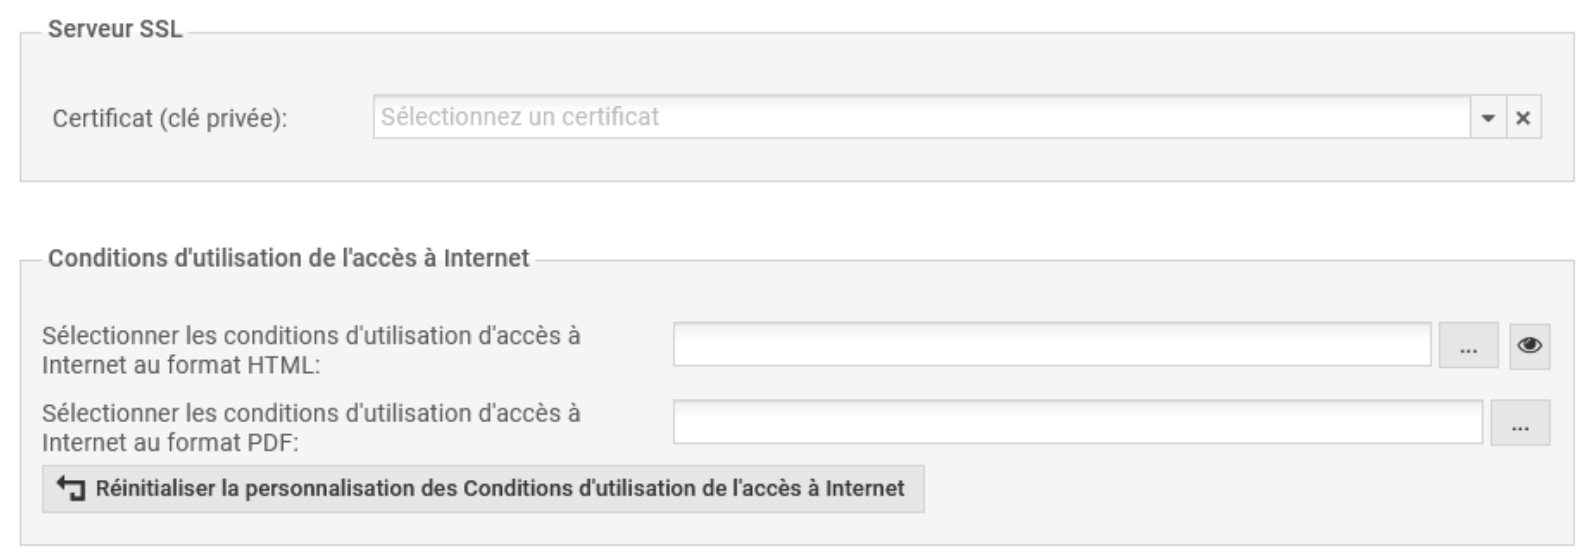 Serveur SSL
Certificat (clé privée):
Sélectionnez un certificat
Conditions d'utilisation de l'accès à Internet
Sélectionner les conditions d'utilisation d'accès à
Internet au format HTML:
...
Sélectionner les conditions d'utilisation d'accès à
Internet au format PDF:
...
Réinitialiser la personnalisation des Conditions d'utilisation de l'accès à Internet